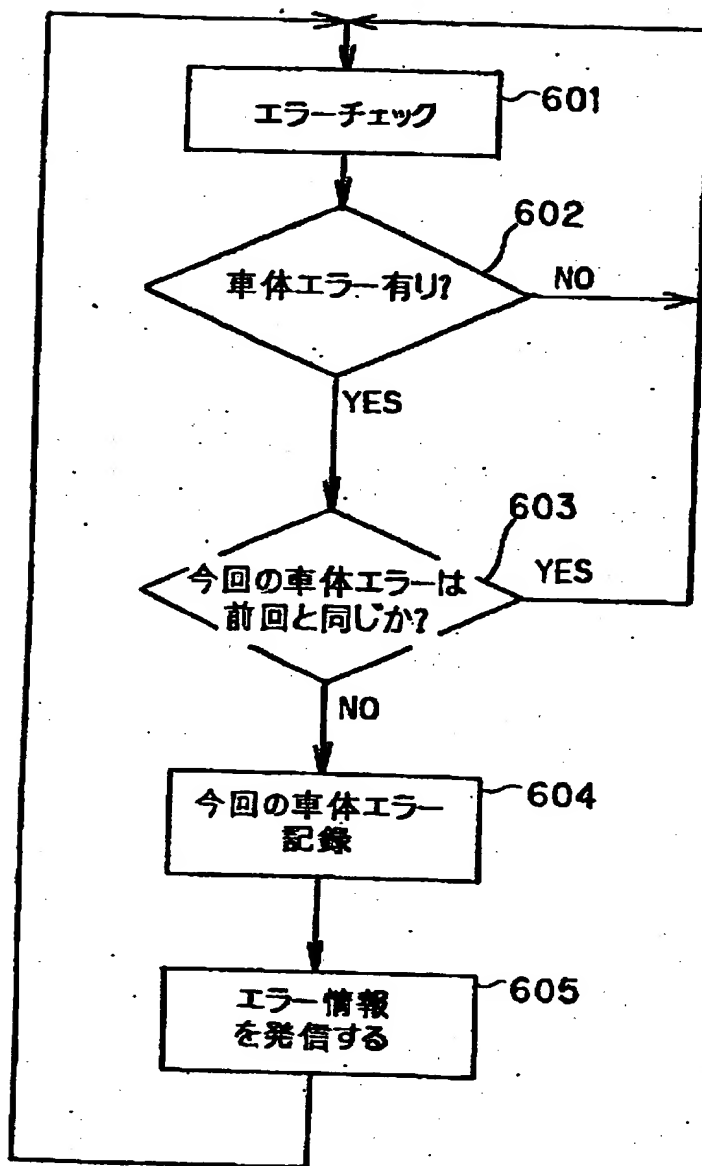 エラーチェック
601
602
車体エラー有り?
NO
YES
603
今回の車体エラーは
前回と同じか?
YES
NO
今回の車体エラー
記録
604
エラー情報
を発信する
605